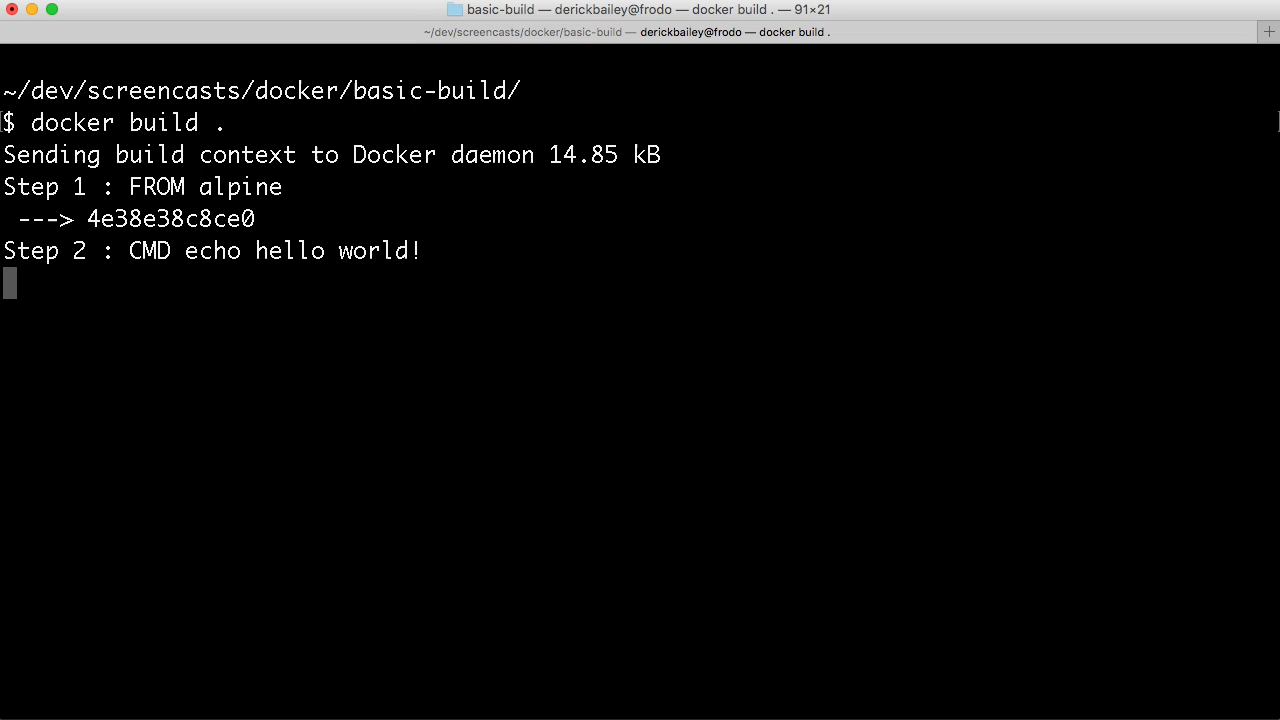 basic-build — derickbailey@frodo — docker build . — 91×21
~/dev/screencasts/docker/basic-build — derickbailey@frodo — docker build .
~/dev/screencasts/docker/basic-build/
$ docker build .
Sending build context to Docker daemon 14.85 kB
Step 1 : FROM alpine
 ---> 4e38e38c8ce0
Step 2 : CMD echo hello world!